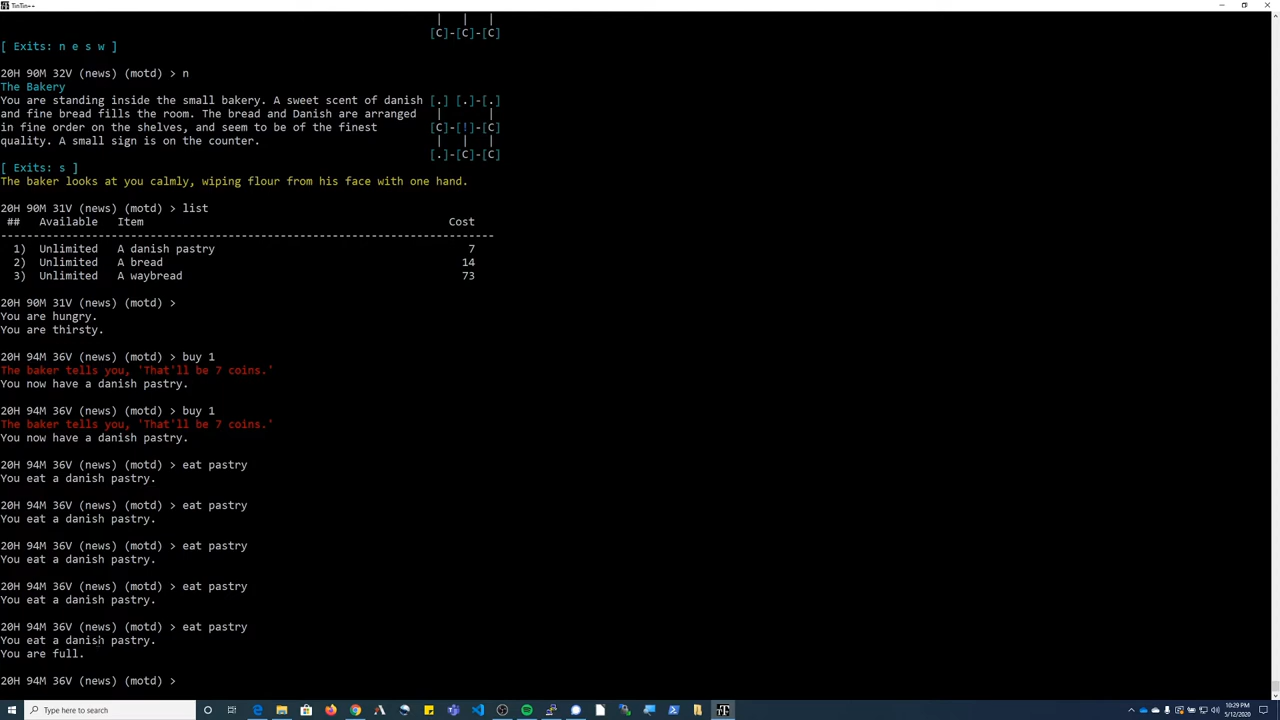 TinTin++
|   |   |
[C]-[C]-[C]
[ Exits: n e s w ]
20H 90M 32V (news) (motd) > n
The Bakery
You are standing inside the small bakery. A sweet scent of danish [.] [.]-[.]
and fine bread fills the room. The bread and Danish are arranged   |       |
in fine order on the shelves, and seem to be of the finest        [C]-[!]-[C]
quality. A small sign is on the counter.                           |   |   |
[.]-[C]-[C]
[ Exits: s ]
The baker looks at you calmly, wiping flour from his face with one hand.
20H 90M 31V (news) (motd) > list
##   Available   Item                                         Cost
---------------------------------------------------------------------------
1)  Unlimited   A danish pastry                                 7
2)  Unlimited   A bread                                        14
3)  Unlimited   A waybread                                     73
20H 90M 31V (news) (motd) >
You are hungry.
You are thirsty.
20H 94M 36V (news) (motd) > buy 1
The baker tells you, 'That'll be 7 coins.'
You now have a danish pastry.
20H 94M 36V (news) (motd) > buy 1
The baker tells you, 'That'll be 7 coins.'
You now have a danish pastry.
20H 94M 36V (news) (motd) > eat pastry
You eat a danish pastry.
20H 94M 36V (news) (motd) > eat pastry
You eat a danish pastry.
20H 94M 36V (news) (motd) > eat pastry
You eat a danish pastry.
20H 94M 36V (news) (motd) > eat pastry
You eat a danish pastry.
20H 94M 36V (news) (motd) > eat pastry
You eat a danish pastry.
You are full.
20H 94M 36V (news) (motd) >
Type here to search
10:29 PM
5/12/2020